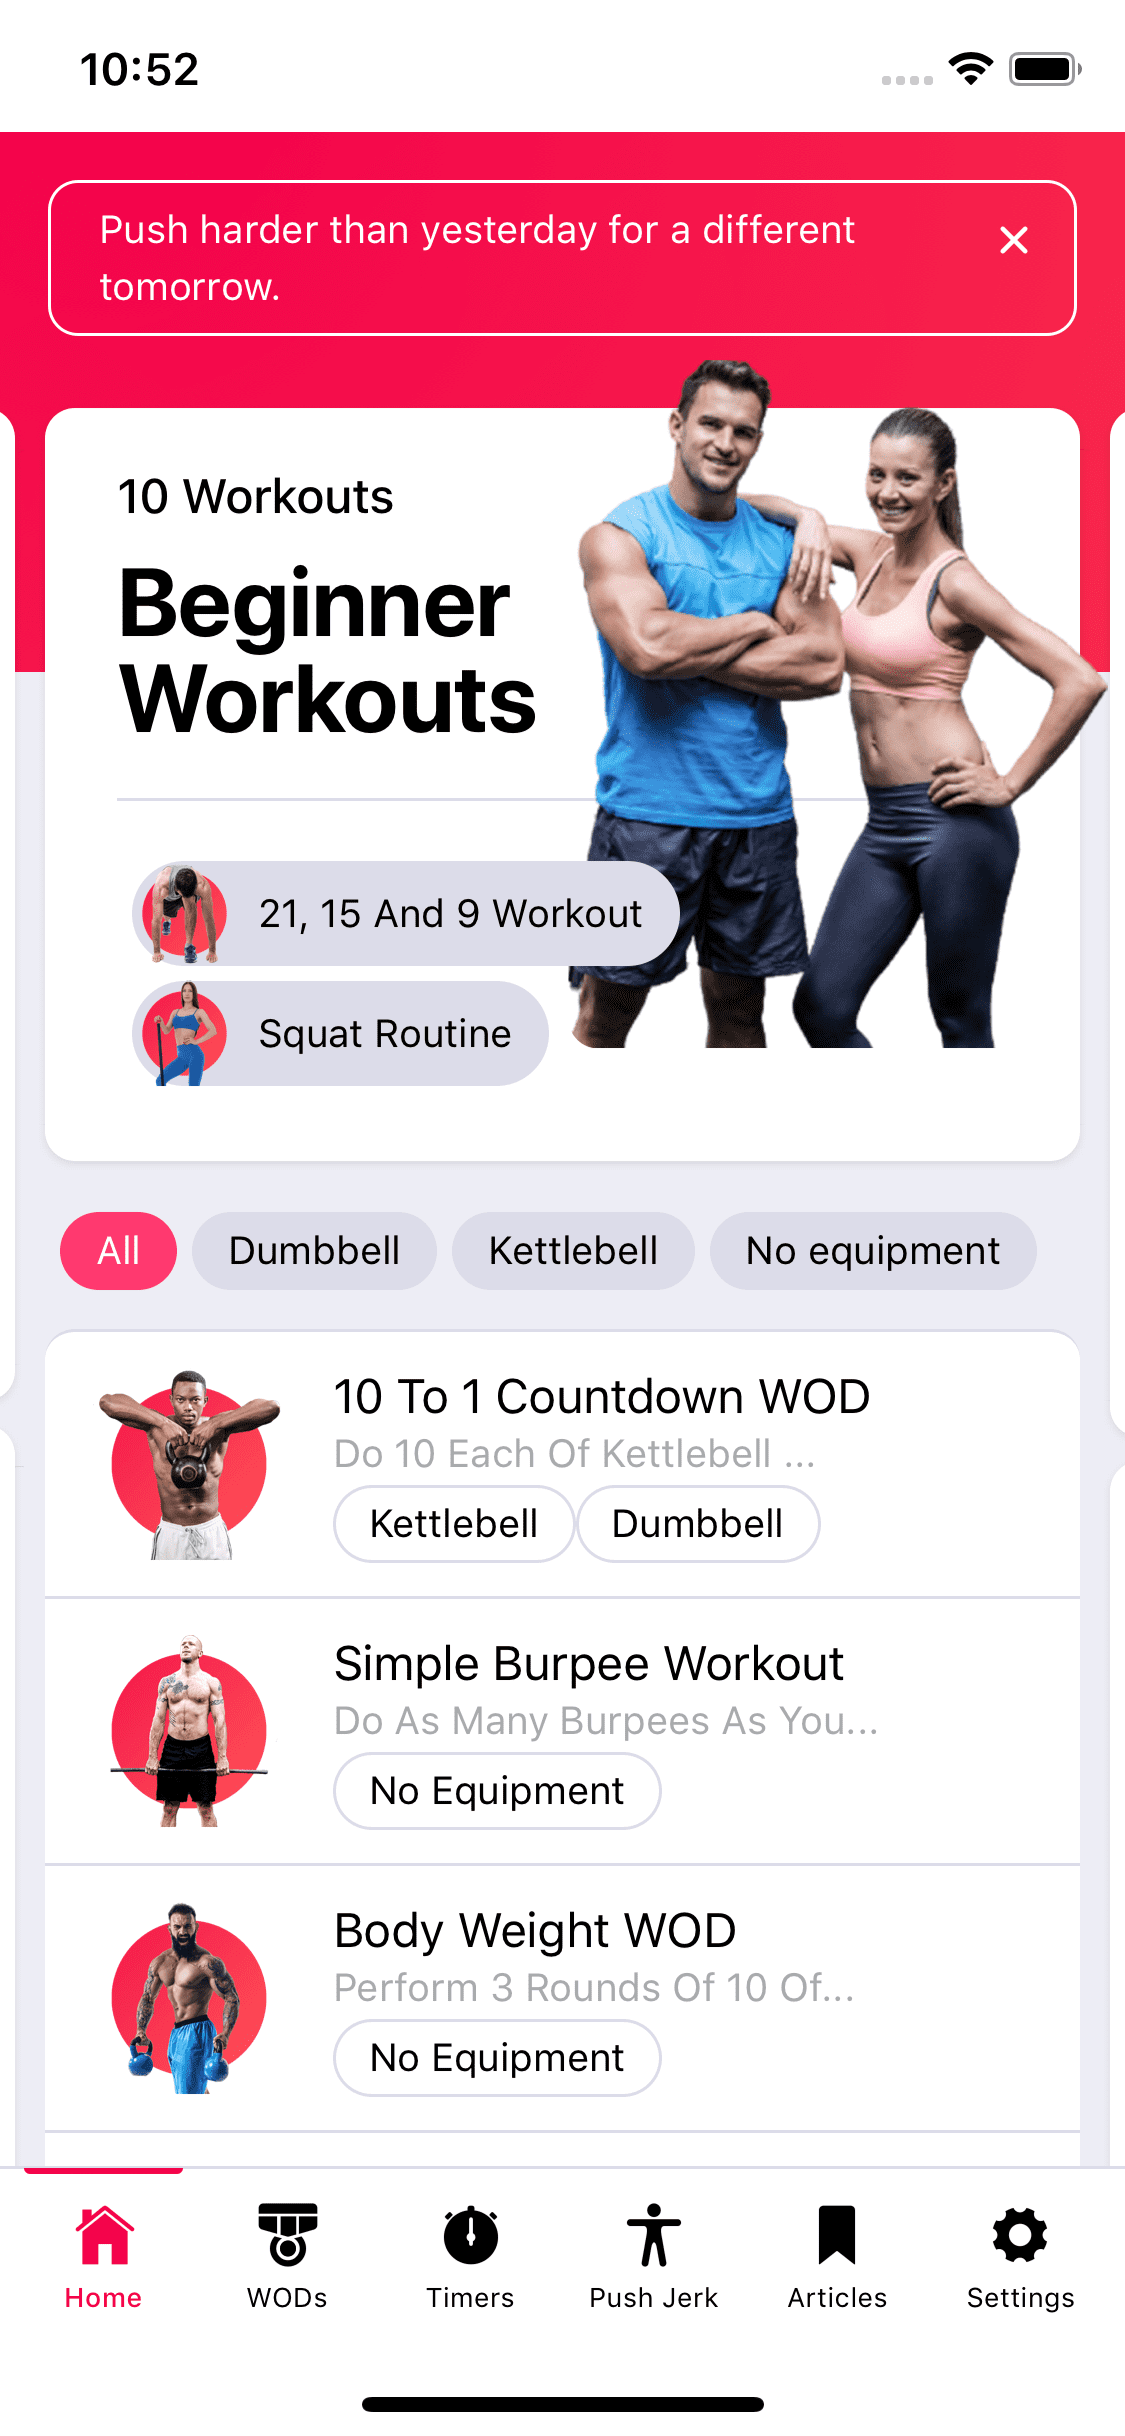 10:52
Push harder than yesterday for a different
tomorrow.
10 Workouts
Beginner
Workouts
21, 15 And 9 Workout
Squat Routine
All
Dumbbell
Kettlebell
No equipment
10 To 1 Countdown WOD
Do 10 Each Of Kettlebell ...
Kettlebell
Dumbbell
Simple Burpee Workout
Do As Many Burpees As You...
No Equipment
Body Weight WOD
Perform 3 Rounds Of 10 Of...
No Equipment
Home
WODs
Timers
Push Jerk
Articles
Settings